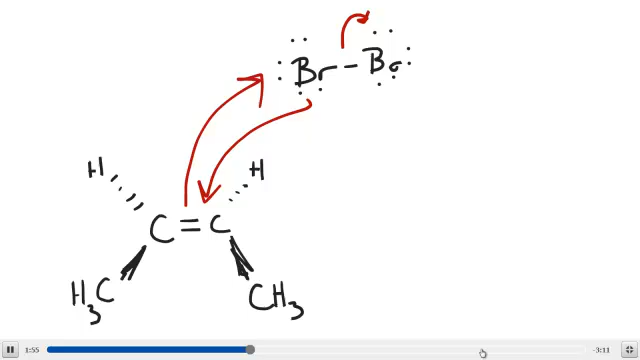 Br - Br
H H
C = C
H3C CH3
1:55 -3:11